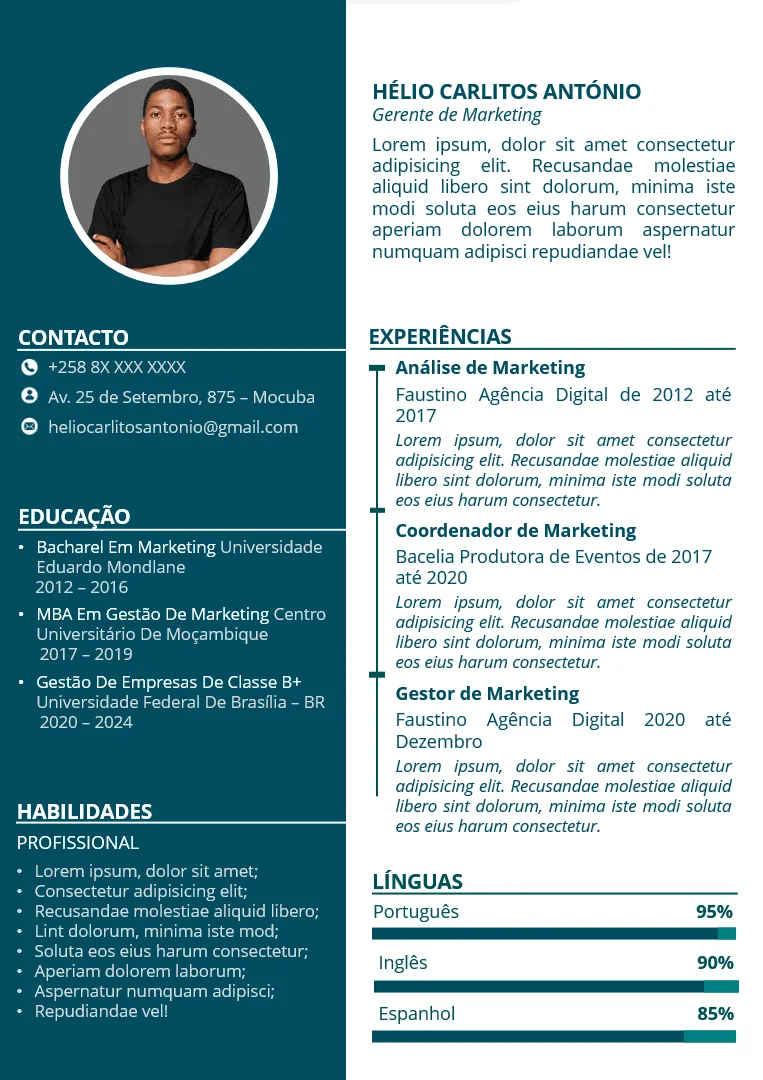 HÉLIO CARLITOS ANTÓNIO
Gerente de Marketing
Lorem ipsum, dolor sit amet consectetur
adipisicing elit. Recusandae molestiae
aliquid libero sint dolorum, minima iste
modi soluta eos eius harum consectetur
aperiam dolorem laborum aspernatur
numquam adipisci repudiandae vel!
CONTACTO
+258 8X XXX XXXX
Av. 25 de Setembro, 875 – Mocuba
heliocarlitosantonio@gmail.com
EDUCAÇÃO
• Bacharel Em Marketing Universidade
Eduardo Mondlane
2012 – 2016
• MBA Em Gestão De Marketing Centro
Universitário De Moçambique
2017 – 2019
• Gestão De Empresas De Classe B+
Universidade Federal De Brasília – BR
2020 – 2024
HABILIDADES
PROFISSIONAL
• Lorem ipsum, dolor sit amet;
• Consectetur adipisicing elit;
• Recusandae molestiae aliquid libero;
• Lint dolorum, minima iste mod;
• Soluta eos eius harum consectetur;
• Aperiam dolorem laborum;
• Aspernatur numquam adipisci;
• Repudiandae vel!
EXPERIÊNCIAS
Análise de Marketing
Faustino Agência Digital de 2012 até
2017
Lorem ipsum, dolor sit amet consectetur
adipisicing elit. Recusandae molestiae aliquid
libero sint dolorum, minima iste modi soluta
eos eius harum consectetur.
Coordenador de Marketing
Bacelia Produtora de Eventos de 2017
até 2020
Lorem ipsum, dolor sit amet consectetur
adipisicing elit. Recusandae molestiae aliquid
libero sint dolorum, minima iste modi soluta
eos eius harum consectetur.
Gestor de Marketing
Faustino Agência Digital 2020 até
Dezembro
Lorem ipsum, dolor sit amet consectetur
adipisicing elit. Recusandae molestiae aliquid
libero sint dolorum, minima iste modi soluta
eos eius harum consectetur.
LÍNGUAS
Português 95%
Inglês 90%
Espanhol 85%